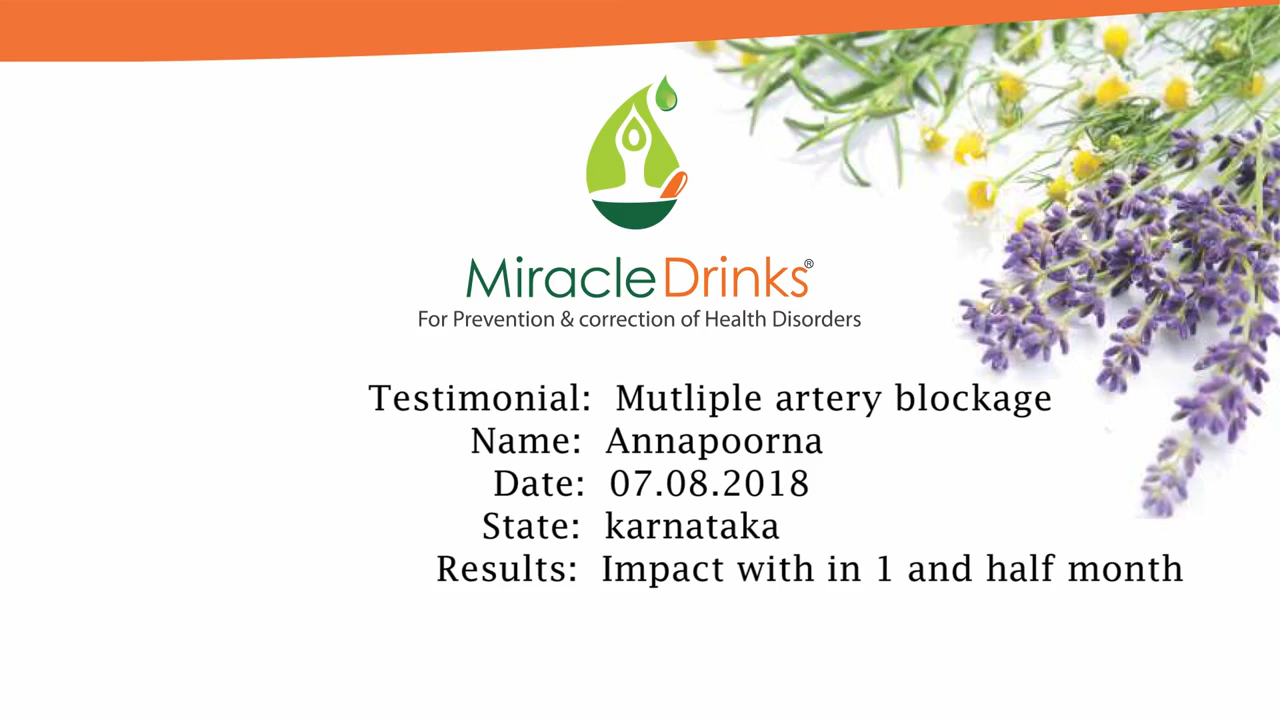 MiracleDrinks®
For Prevention & correction of Health Disorders
Testimonial: Mutliple artery blockage
Name: Annapoorna
Date: 07.08.2018
State: karnataka
Results: Impact with in 1 and half month